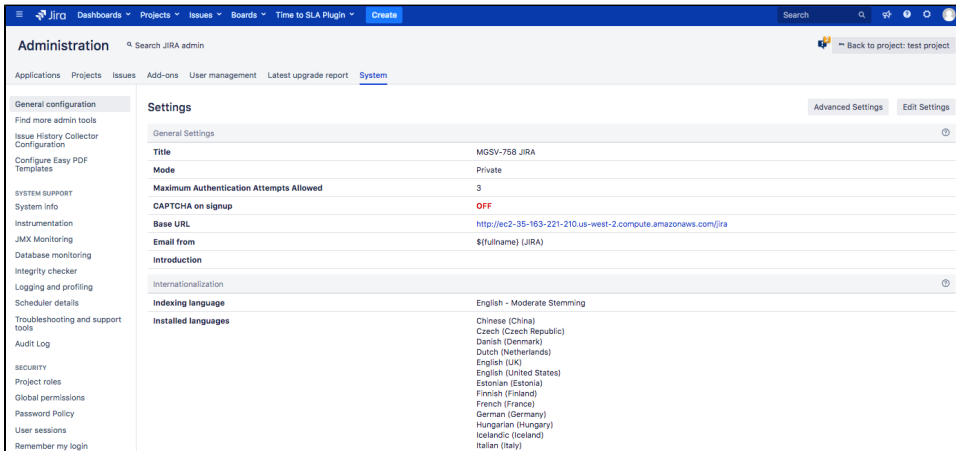 Jira Dashboards Projects Issues Boards Time to SLA Plugin Create Search
Administration Search JIRA admin Back to project: test project
Applications Projects Issues Add-ons User management Latest upgrade report System
General configuration
Find more admin tools
Issue History Collector
Configuration
Configure Easy PDF
Templates
SYSTEM SUPPORT
System info
Instrumentation
JMX Monitoring
Database monitoring
Integrity checker
Logging and profiling
Scheduler details
Troubleshooting and support
tools
Audit Log
SECURITY
Project roles
Global permissions
Password Policy
User sessions
Remember my login
Settings Advanced Settings Edit Settings
General Settings
Title MGSV-758 JIRA
Mode Private
Maximum Authentication Attempts Allowed 3
CAPTCHA on signup OFF
Base URL http://ec2-35-163-221-210.us-west-2.compute.amazonaws.com/jira
Email from ${fullname} (JIRA)
Introduction
Internationalization
Indexing language English - Moderate Stemming
Installed languages Chinese (China)
Czech (Czech Republic)
Danish (Denmark)
Dutch (Netherlands)
English (UK)
English (United States)
Estonian (Estonia)
Finnish (Finland)
French (France)
German (Germany)
Hungarian (Hungary)
Icelandic (Iceland)
Italian (Italy)